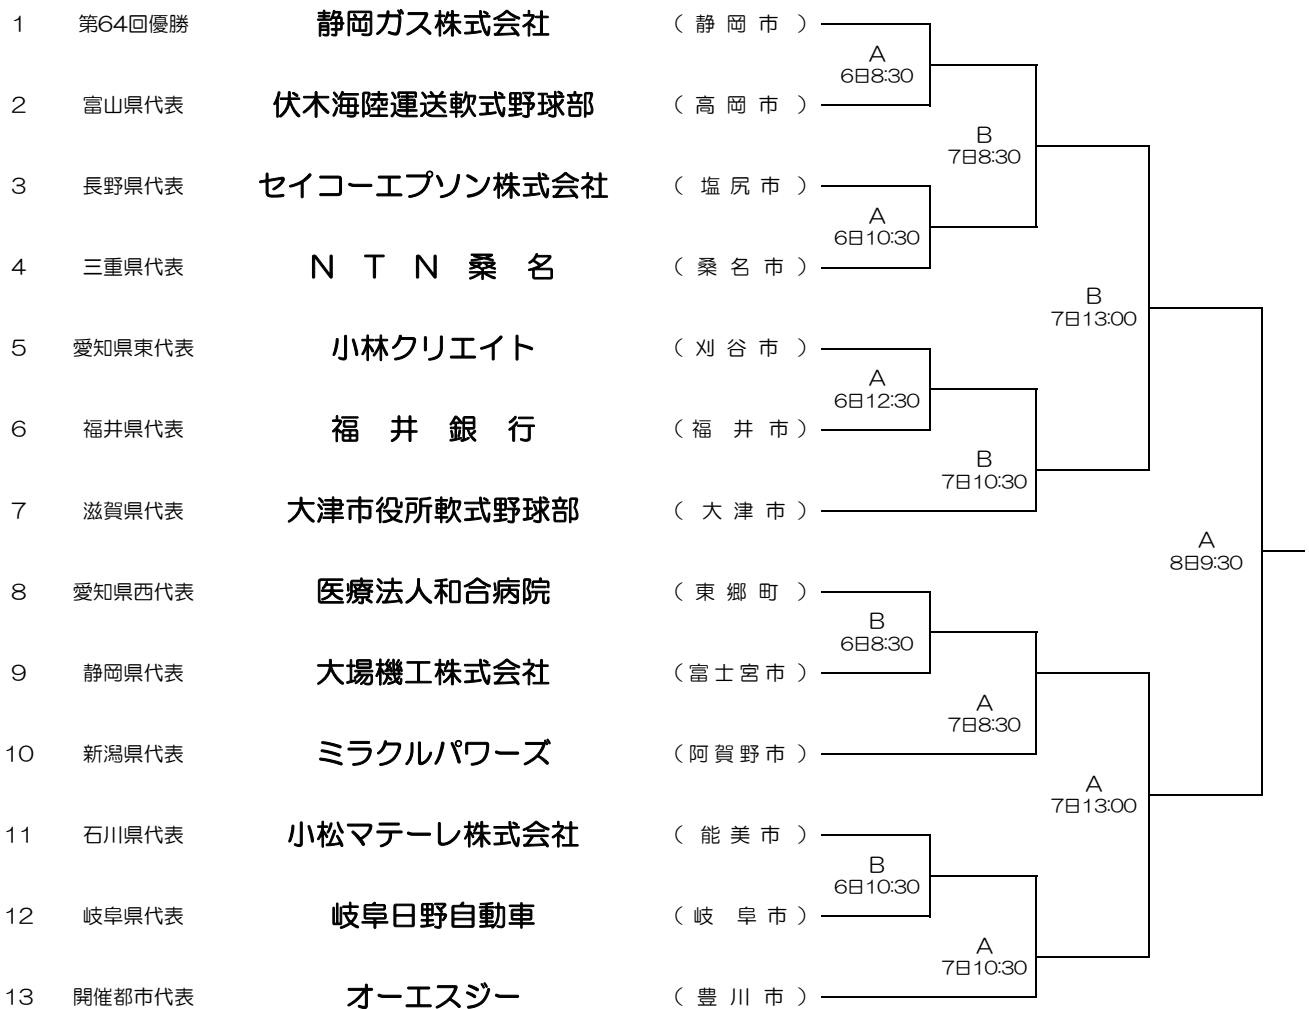 1 第64回優勝 静岡ガス株式会社 （静岡市）
A
6日8:30
2 富山県代表 伏木海陸運送軟式野球部 （高岡市）
B
7日8:30
3 長野県代表 セイコーエプソン株式会社 （塩尻市）
A
6日10:30
4 三重県代表 NTN桑名 （桑名市）
B
7日13:00
5 愛知県東代表 小林クリエイト （刈谷市）
A
6日12:30
6 福井県代表 福井銀行 （福井市）
B
7日10:30
7 滋賀県代表 大津市役所軟式野球部 （大津市）
A
8日9:30
8 愛知県西代表 医療法人和合病院 （東郷町）
B
6日8:30
9 静岡県代表 大場機工株式会社 （富士宮市）
A
7日8:30
10 新潟県代表 ミラクルパワーズ （阿賀野市）
A
7日13:00
11 石川県代表 小松マテーレ株式会社 （能美市）
B
6日10:30
12 岐阜県代表 岐阜日野自動車 （岐阜市）
A
7日10:30
13 開催都市代表 オーエスジー （豊川市）